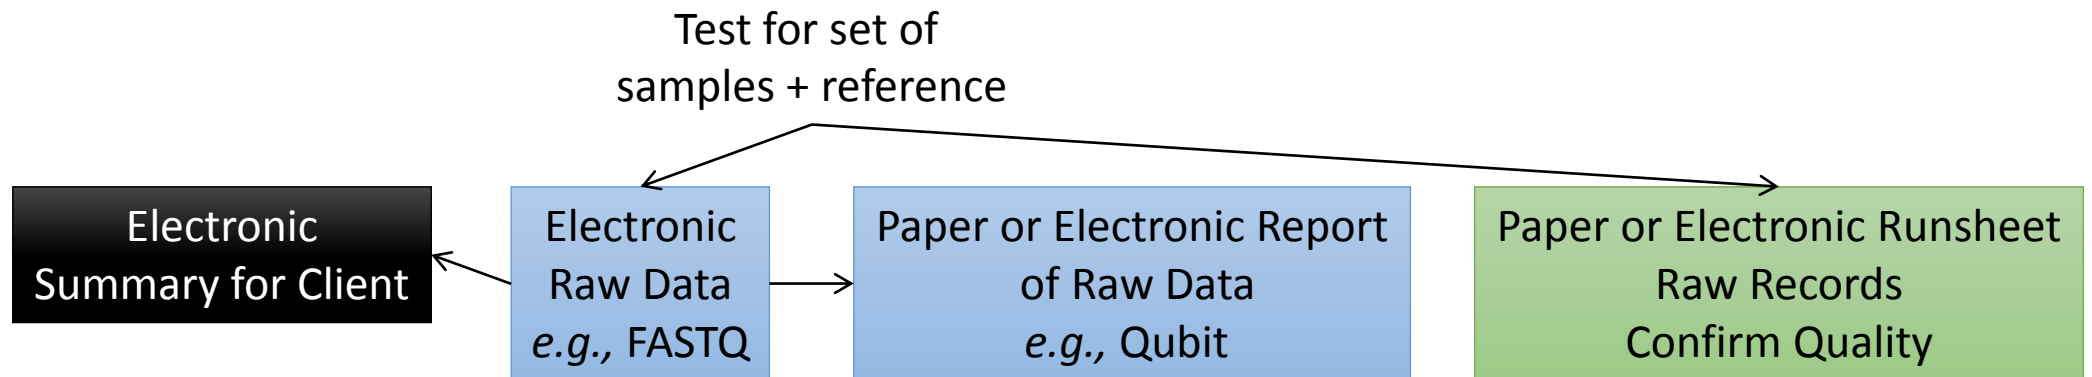 Test for set of
samples + reference
Electronic
Summary for Client
Electronic
Raw Data
e.g., FASTQ
Paper or Electronic Report
of Raw Data
e.g., Qubit
Paper or Electronic Runsheet
Raw Records
Confirm Quality